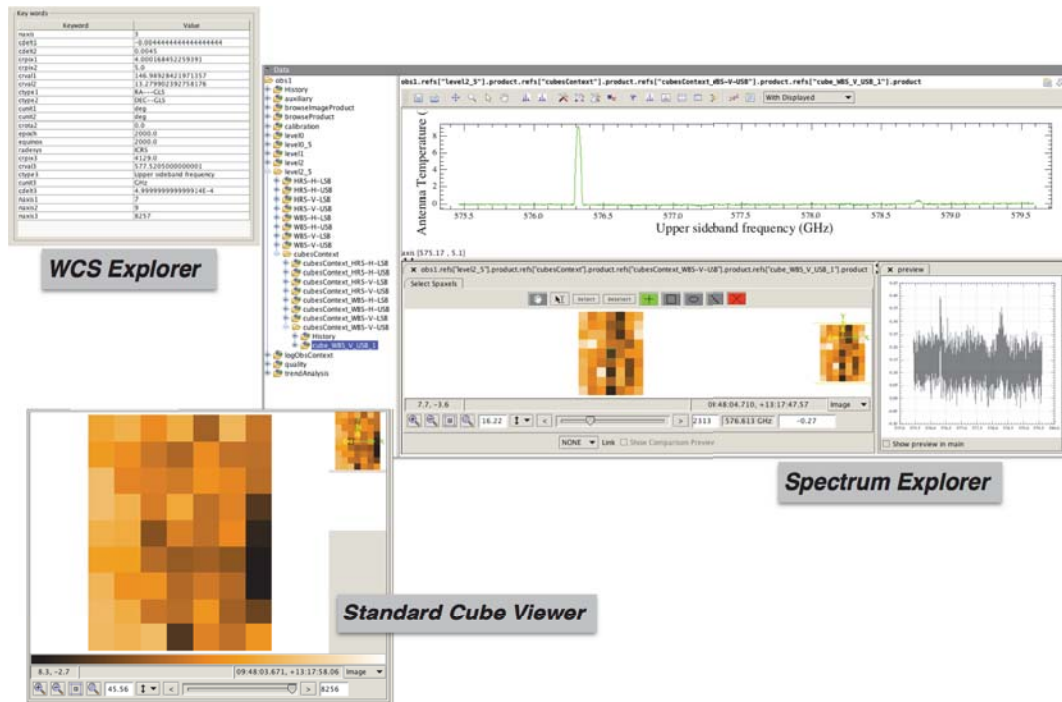 Key words
Keyword Value
naxis 3
cdelt1 -0.0044444444444444444
cdelt2 0.0045
crpix1 4.000168452259391
crpix2 5.0
crval1 146.98928421971357
crval2 13.279902392758176
ctype1 RA---GLS
ctype2 DEC--GLS
cunit1 deg
cunit2 deg
crota2 0.0
epoch 2000.0
equinox 2000.0
radesys ICRS
crpix3 4129.0
crval3 577.5205000000001
ctype3 Upper sideband frequency
cunit3 GHz
cdelt3 4.999999999999914E-4
naxis1 7
naxis2 9
naxis3 8257
WCS Explorer
Data
obs1
History
auxiliary
browseImageProduct
browseProduct
calibration
level0
level0_5
level1
level2
level2_5
HRS-H-LSB
HRS-H-USB
HRS-V-LSB
HRS-V-USB
WBS-H-LSB
WBS-H-USB
WBS-V-LSB
WBS-V-USB
cubesContext
cubesContext_HRS-H-LSB
cubesContext_HRS-H-USB
cubesContext_HRS-V-LSB
cubesContext_HRS-V-USB
cubesContext_WBS-H-LSB
cubesContext_WBS-H-USB
cubesContext_WBS-V-LSB
cubesContext_WBS-V-USB
History
cube_WBS_V_USB_1
logObsContext
quality
trendAnalysis
obs1.refs["level2_5"].product.refs["cubesContext"].product.refs["cubesContext_WBS-V-USB"].product.refs["cube_WBS_V_USB_1"].product
With Displayed
Antenna Temperature (
8
6
4
2
0
575.5 576.0 576.5 577.0 577.5 578.0 578.5 579.0 579.5
Upper sideband frequency (GHz)
axis (575.17 , 5.1)
obs1.refs["level2_5"].product.refs["cubesContext"].product.refs["cubesContext_WBS-V-USB"].product.refs["cube_WBS_V_USB_1"].product
Select Spaxels
Select Deselect
7.7, -3.6 09:48:04.710, +13:17:47.57 Image
16.22 < > 2313 576.613 GHz -0.27
NONE Link Show Comparison Preview
preview
Show preview in main
Spectrum Explorer
Standard Cube Viewer
8.3, -2.7 09:48:03.671, +13:17:58.06 Image
45.56 < > 8256